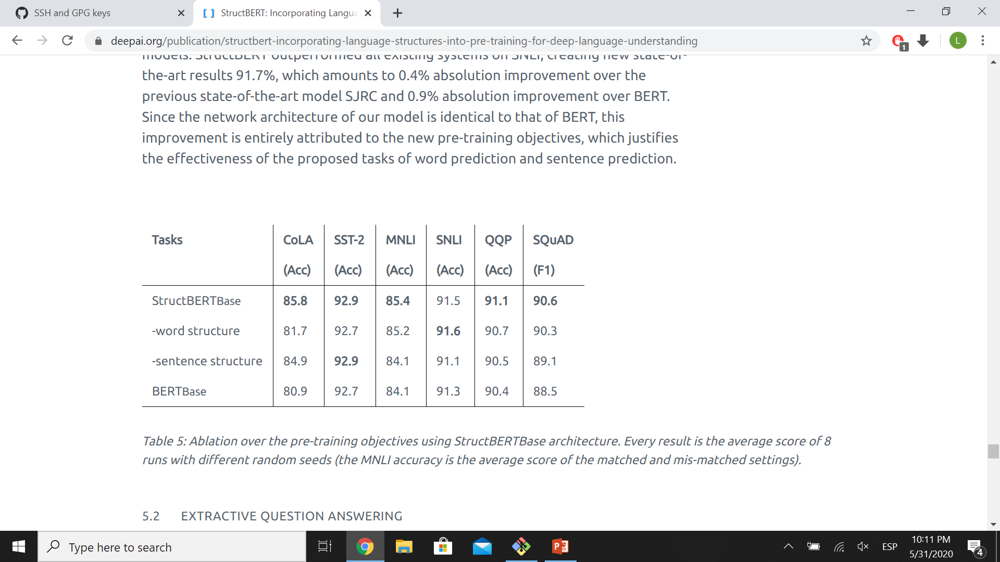 SSH and GPG keys
StructBERT: Incorporating Langua
deepai.org/publication/structbert-incorporating-language-structures-into-pre-training-for-deep-language-understanding
1
L
models. StructBERT outperformed all existing systems on SNLI, creating new state-of-
the-art results 91.7%, which amounts to 0.4% absolution improvement over the
previous state-of-the-art model SJRC and 0.9% absolution improvement over BERT.
Since the network architecture of our model is identical to that of BERT, this
improvement is entirely attributed to the new pre-training objectives, which justifies
the effectiveness of the proposed tasks of word prediction and sentence prediction.
Tasks CoLA SST-2 MNLI SNLI QQP SQuAD
(Acc) (Acc) (Acc) (Acc) (Acc) (F1)
StructBERTBase 85.8 92.9 85.4 91.5 91.1 90.6
-word structure 81.7 92.7 85.2 91.6 90.7 90.3
-sentence structure 84.9 92.9 84.1 91.1 90.5 89.1
BERTBase 80.9 92.7 84.1 91.3 90.4 88.5
Table 5: Ablation over the pre-training objectives using StructBERTBase architecture. Every result is the average score of 8
runs with different random seeds (the MNLI accuracy is the average score of the matched and mis-matched settings).
5.2 EXTRACTIVE QUESTION ANSWERING
Type here to search
P
ESP
10:11 PM
5/31/2020
4